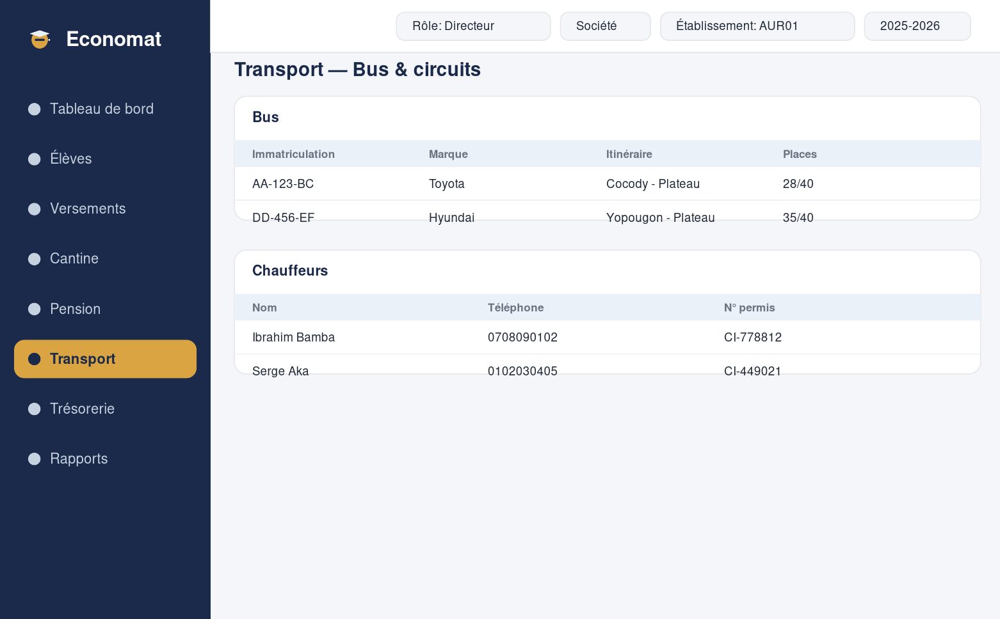 Economat
Tableau de bord
Élèves
Versements
Cantine
Pension
Transport
Trésorerie
Rapports
Rôle: Directeur
Société
Établissement: AUR01
2025-2026
Transport — Bus & circuits
Bus
Immatriculation Marque Itinéraire Places
AA-123-BC Toyota Cocody - Plateau 28/40
DD-456-EF Hyundai Yopougon - Plateau 35/40
Chauffeurs
Nom Téléphone N° permis
Ibrahim Bamba 0708090102 CI-778812
Serge Aka 0102030405 CI-449021